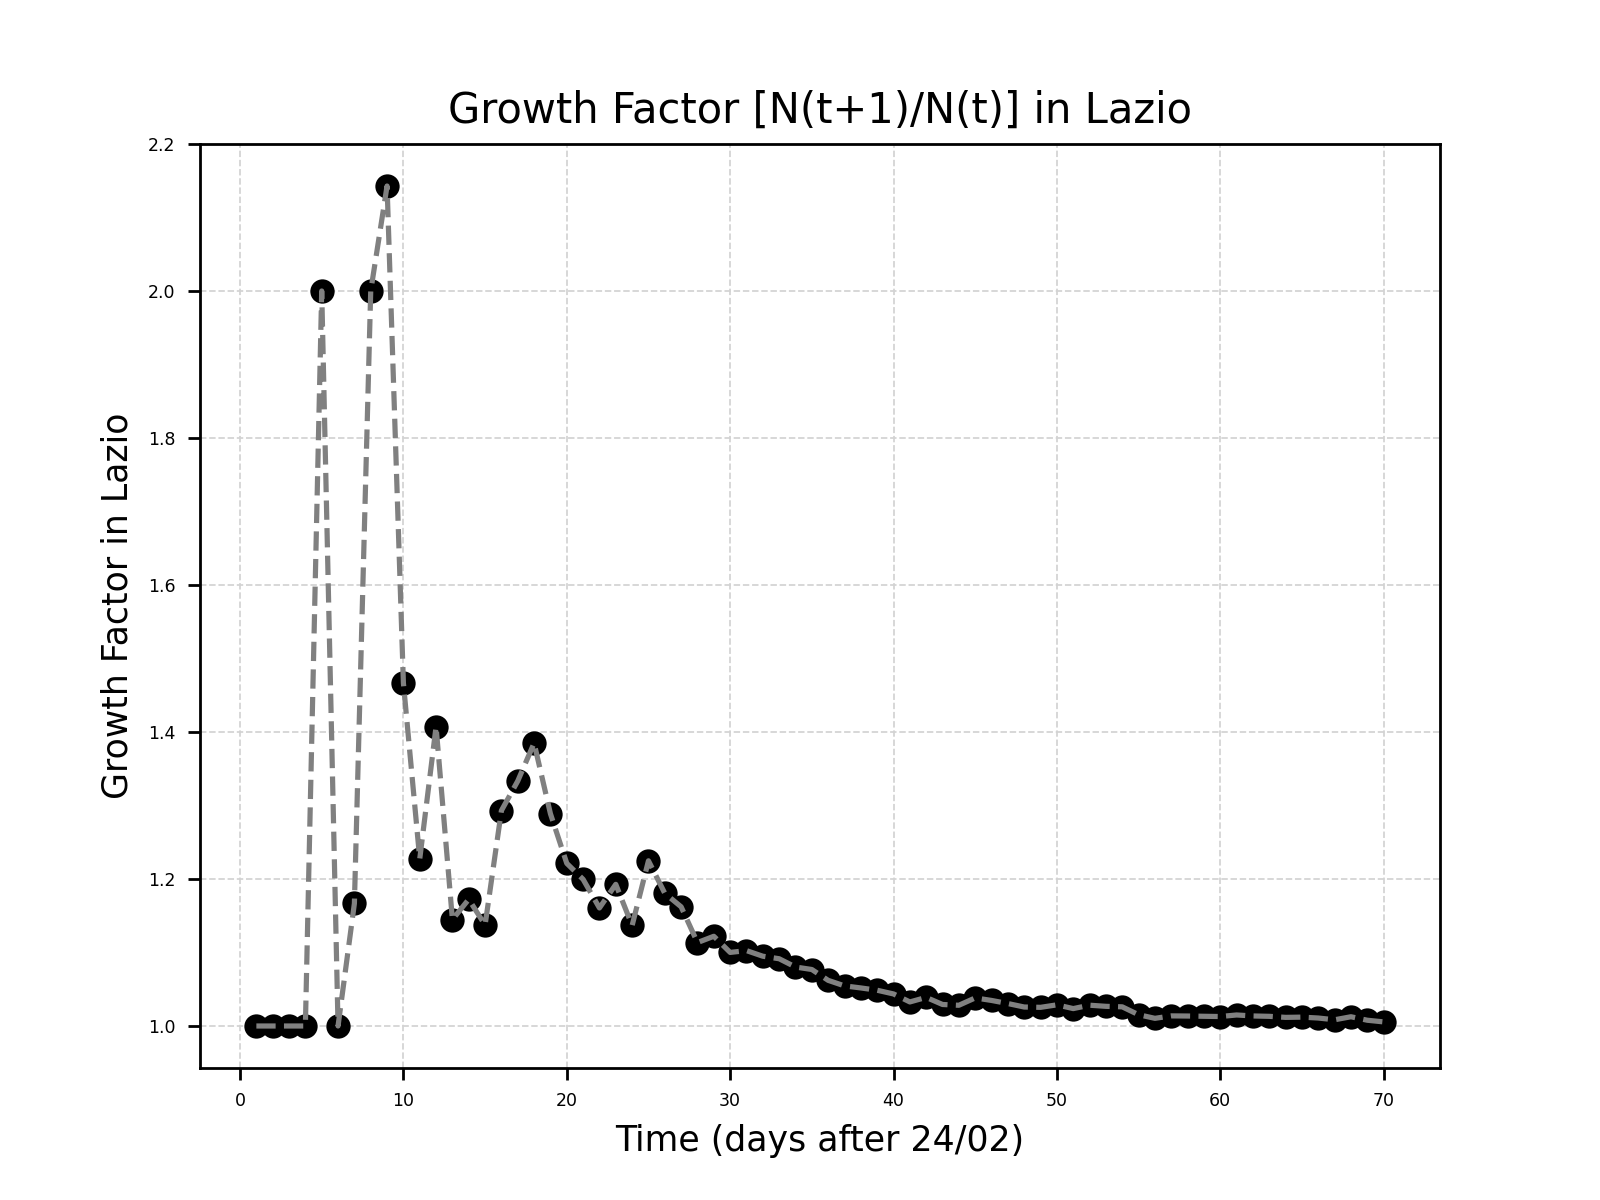 Growth Factor [N(t+1)/N(t)] in Lazio
2.2
2.0
1.8
1.6
1.4
1.2
1.0
Growth Factor in Lazio
0 10 20 30 40 50 60 70
Time (days after 24/02)